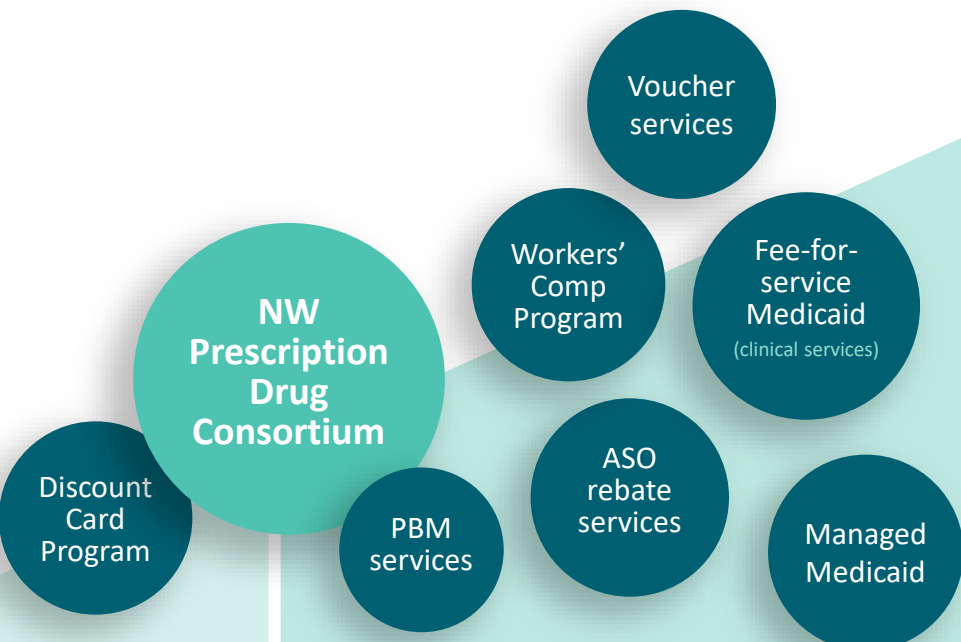 Voucher
services
Workers’
Comp
Program
Fee-for-
service
Medicaid
(clinical services)
NW
Prescription
Drug
Consortium
Discount
Card
Program
PBM
services
ASO
rebate
services
Managed
Medicaid